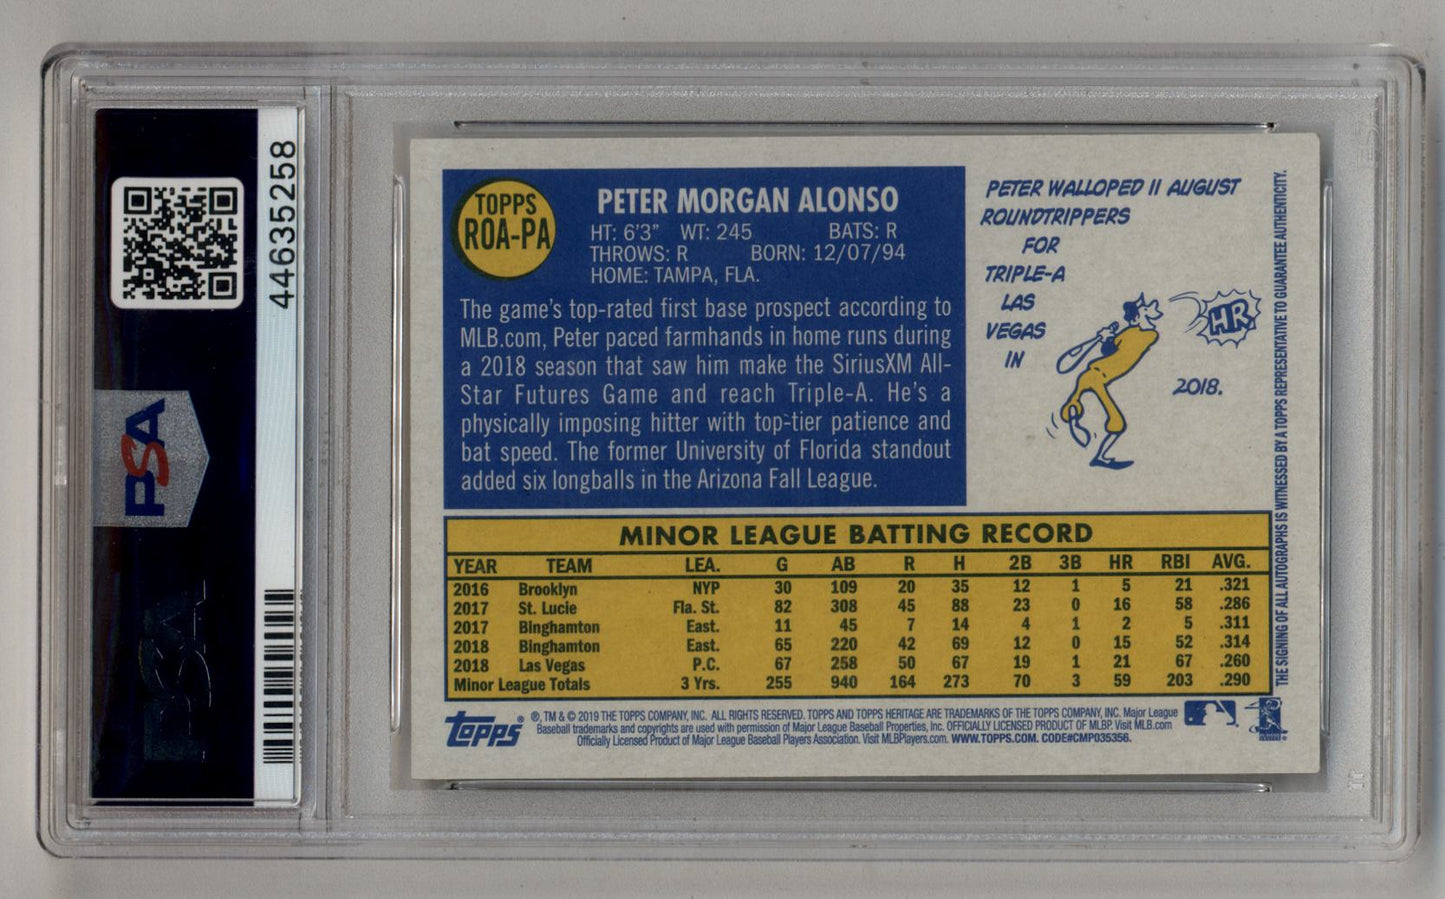 44635258
PSA
PSA
TOPPS
ROA-PA
PETER MORGAN ALONSO
HT: 6'3" WT: 245 BATS: R
THROWS: R BORN: 12/07/94
HOME: TAMPA, FLA.
The game's top-rated first base prospect according to
MLB.com, Peter paced farmhands in home runs during
a 2018 season that saw him make the SiriusXM All-
Star Futures Game and reach Triple-A. He's a
physically imposing hitter with top-tier patience and
bat speed. The former University of Florida standout
added six longballs in the Arizona Fall League.
PETER WALLOPED 11 AUGUST
ROUNDTRIPPERS
FOR
TRIPLE-A
LAS
VEGAS
IN
2018.
HR
THE SIGNING OF ALL AUTOGRAPHS IS WITNESSED BY A TOPPS REPRESENTATIVE TO GUARANTEE AUTHENTICITY.
MINOR LEAGUE BATTING RECORD
YEAR TEAM LEA. G AB R H 2B 3B HR RBI AVG.
2016 Brooklyn NYP 30 109 20 35 12 1 5 21 .321
2017 St. Lucie Fla. St. 82 308 45 88 23 0 16 58 .286
2017 Binghamton East. 11 45 7 14 4 1 2 5 .311
2018 Binghamton East. 65 220 42 69 12 0 15 52 .314
2018 Las Vegas P.C. 67 258 50 67 19 1 21 67 .260
Minor League Totals 3 Yrs. 255 940 164 273 70 3 59 203 .290
Topps®
®, TM & © 2019 THE TOPPS COMPANY, INC. ALL RIGHTS RESERVED. TOPPS AND TOPPS HERITAGE ARE TRADEMARKS OF THE TOPPS COMPANY, INC. Major League
Baseball trademarks and copyrights are used with permission of Major League Baseball Properties, Inc. OFFICIALLY LICENSED PRODUCT OF MLBP. Visit MLB.com
Officially Licensed Product of Major League Baseball Players Association. Visit MLBPlayers.com. WWW.TOPPS.COM. CODE#CMP035356.